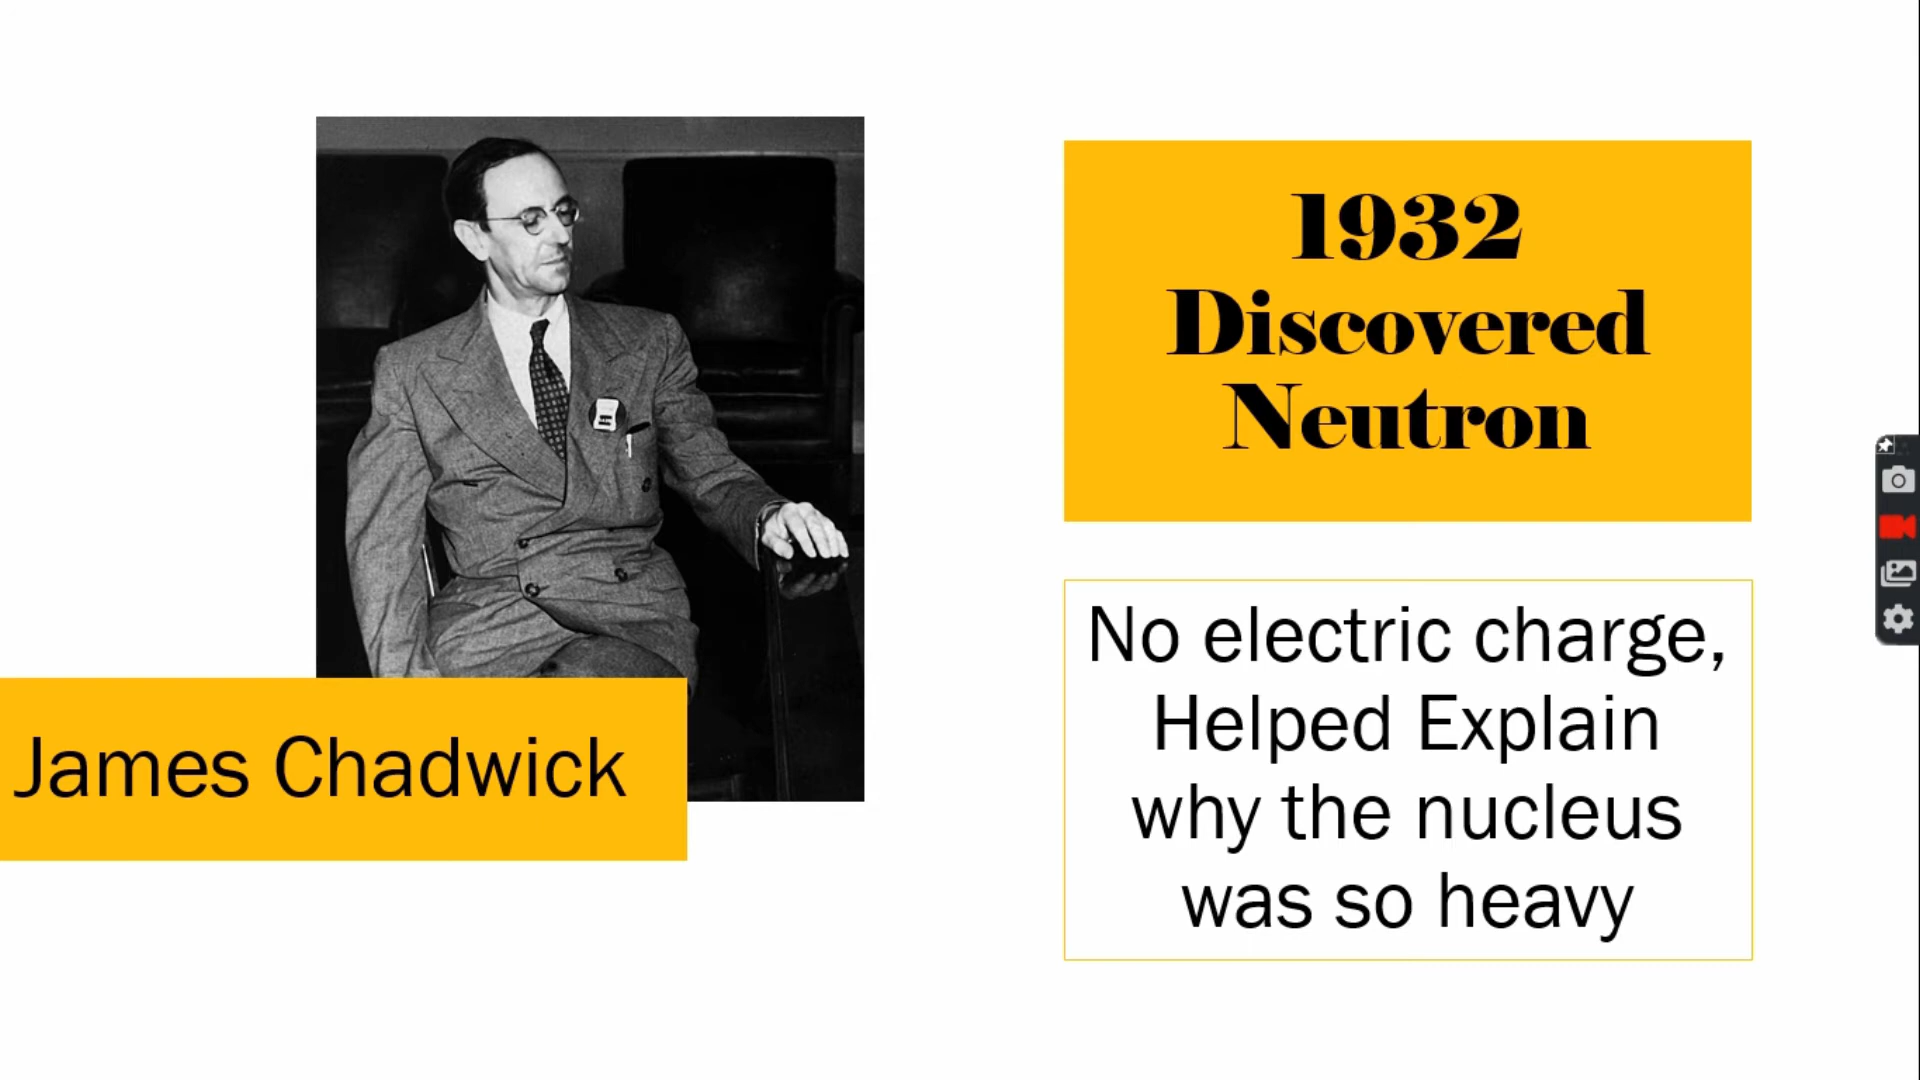 1932
Discovered
Neutron
James Chadwick
No electric charge,
Helped Explain
why the nucleus
was so heavy